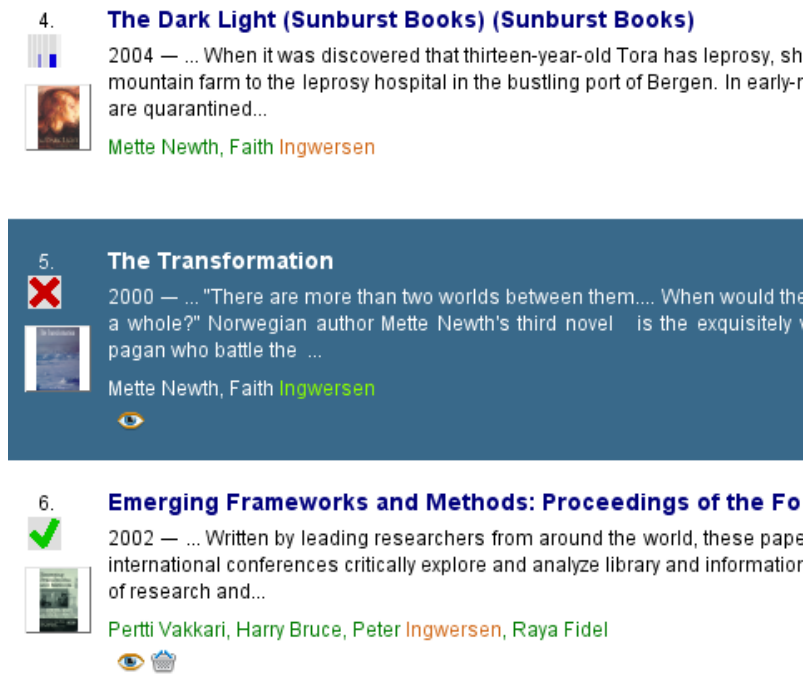 4. The Dark Light (Sunburst Books) (Sunburst Books)
2004 — ... When it was discovered that thirteen-year-old Tora has leprosy, sh
mountain farm to the leprosy hospital in the bustling port of Bergen. In early-r
are quarantined...
Mette Newth, Faith Ingwersen
5. The Transformation
2000 — ... "There are more than two worlds between them.... When would the
a whole?" Norwegian author Mette Newth's third novel is the exquisitely v
pagan who battle the ...
Mette Newth, Faith Ingwersen
6. Emerging Frameworks and Methods: Proceedings of the Fo
2002 — ... Written by leading researchers from around the world, these pape
international conferences critically explore and analyze library and information
of research and...
Pertti Vakkari, Harry Bruce, Peter Ingwersen, Raya Fidel